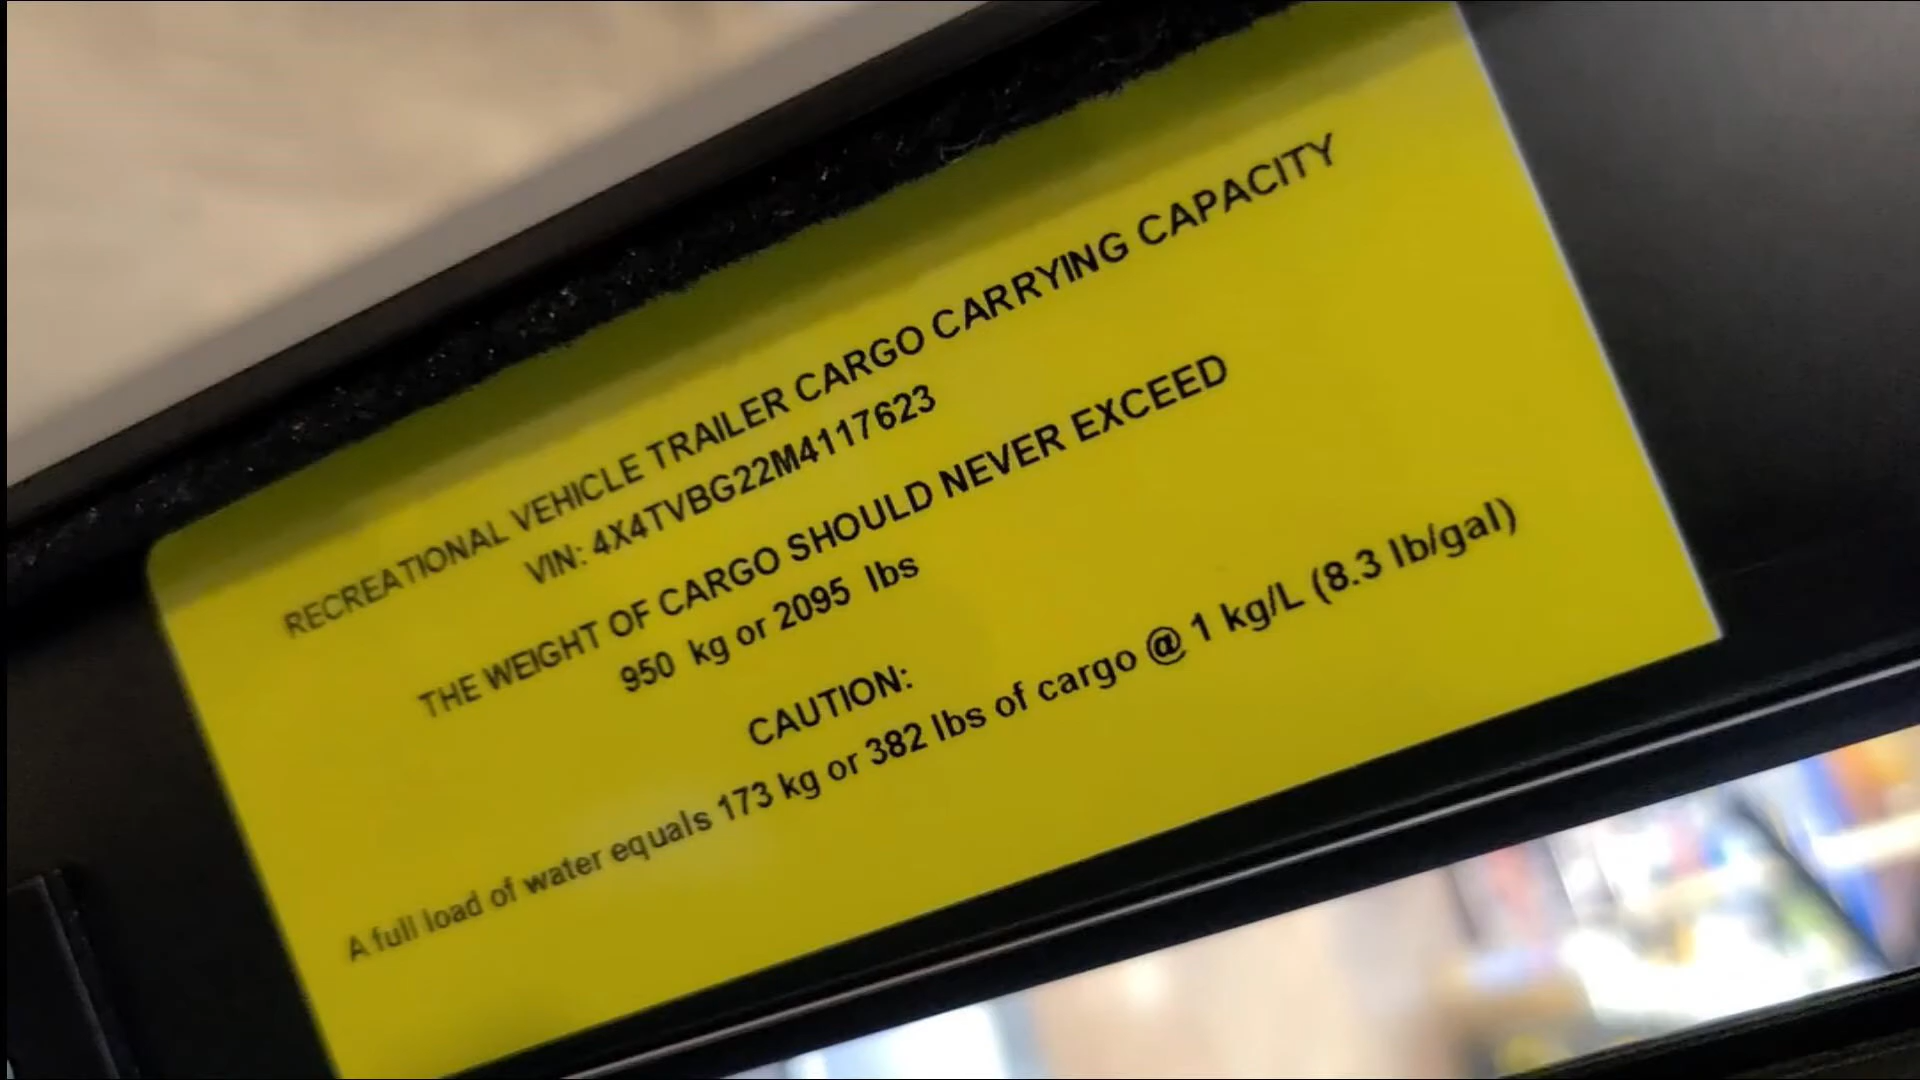 RECREATIONAL VEHICLE TRAILER CARGO CARRYING CAPACITY
VIN: 4X4TVBG22M4117623
THE WEIGHT OF CARGO SHOULD NEVER EXCEED
950 kg or 2095 lbs
CAUTION:
A full load of water equals 173 kg or 382 lbs of cargo @ 1 kg/L (8.3 lb/gal)